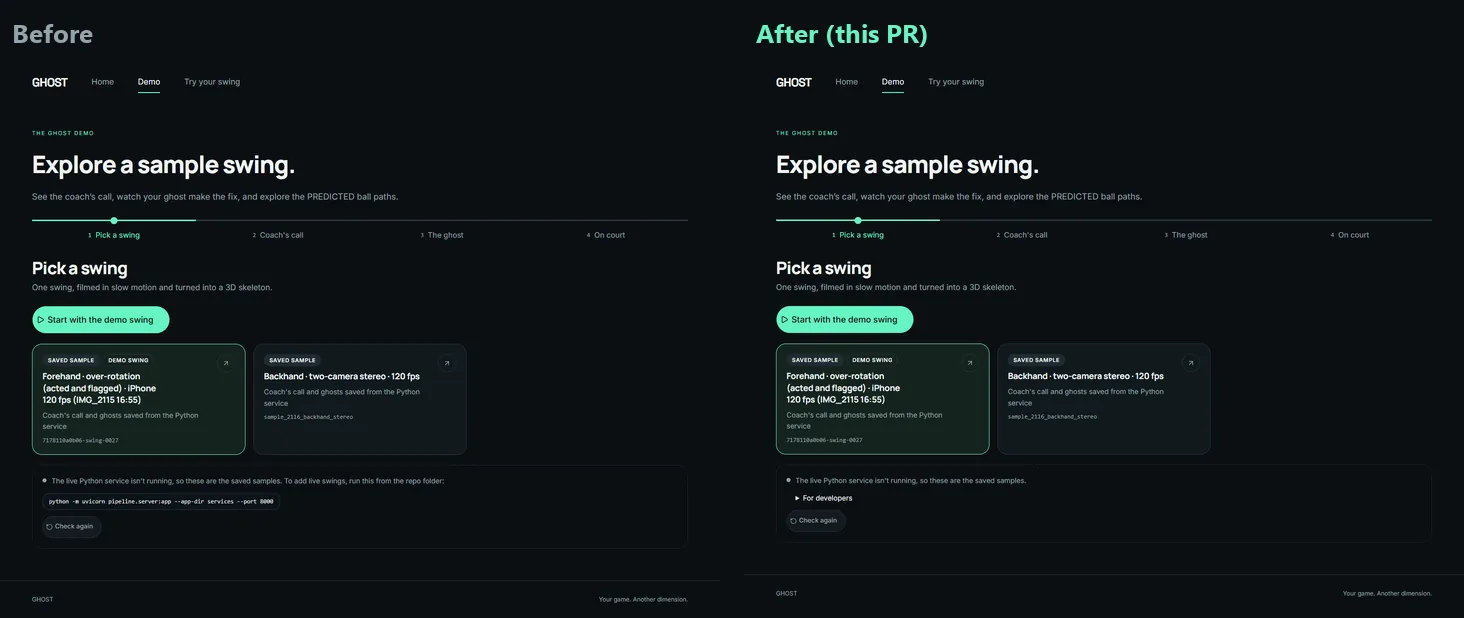 Before
GHOST Home Demo Try your swing
THE GHOST DEMO
Explore a sample swing.
See the coach's call, watch your ghost make the fix, and explore the PREDICTED ball paths.
1 Pick a swing 2 Coach's call 3 The ghost 4 On court
Pick a swing
One swing, filmed in slow motion and turned into a 3D skeleton.
Start with the demo swing
SAVED SAMPLE DEMO SWING
Forehand · over-rotation
(acted and flagged) · iPhone
120 fps (IMG_2115 16:55)
Coach's call and ghosts saved from the Python
service
7178110a0b06-swing-0027
SAVED SAMPLE
Backhand · two-camera stereo · 120 fps
Coach's call and ghosts saved from the Python
service
sample_2116_backhand_stereo
The live Python service isn't running, so these are the saved samples. To add live swings, run this from the repo folder:
python -m uvicorn pipeline.server:app --app-dir services --port 8000
Check again
GHOST Your game. Another dimension.
After (this PR)
GHOST Home Demo Try your swing
THE GHOST DEMO
Explore a sample swing.
See the coach's call, watch your ghost make the fix, and explore the PREDICTED ball paths.
1 Pick a swing 2 Coach's call 3 The ghost 4 On court
Pick a swing
One swing, filmed in slow motion and turned into a 3D skeleton.
Start with the demo swing
SAVED SAMPLE DEMO SWING
Forehand · over-rotation
(acted and flagged) · iPhone
120 fps (IMG_2115 16:55)
Coach's call and ghosts saved from the Python
service
7178110a0b06-swing-0027
SAVED SAMPLE
Backhand · two-camera stereo · 120 fps
Coach's call and ghosts saved from the Python
service
sample_2116_backhand_stereo
The live Python service isn't running, so these are the saved samples.
For developers
Check again
GHOST Your game. Another dimension.